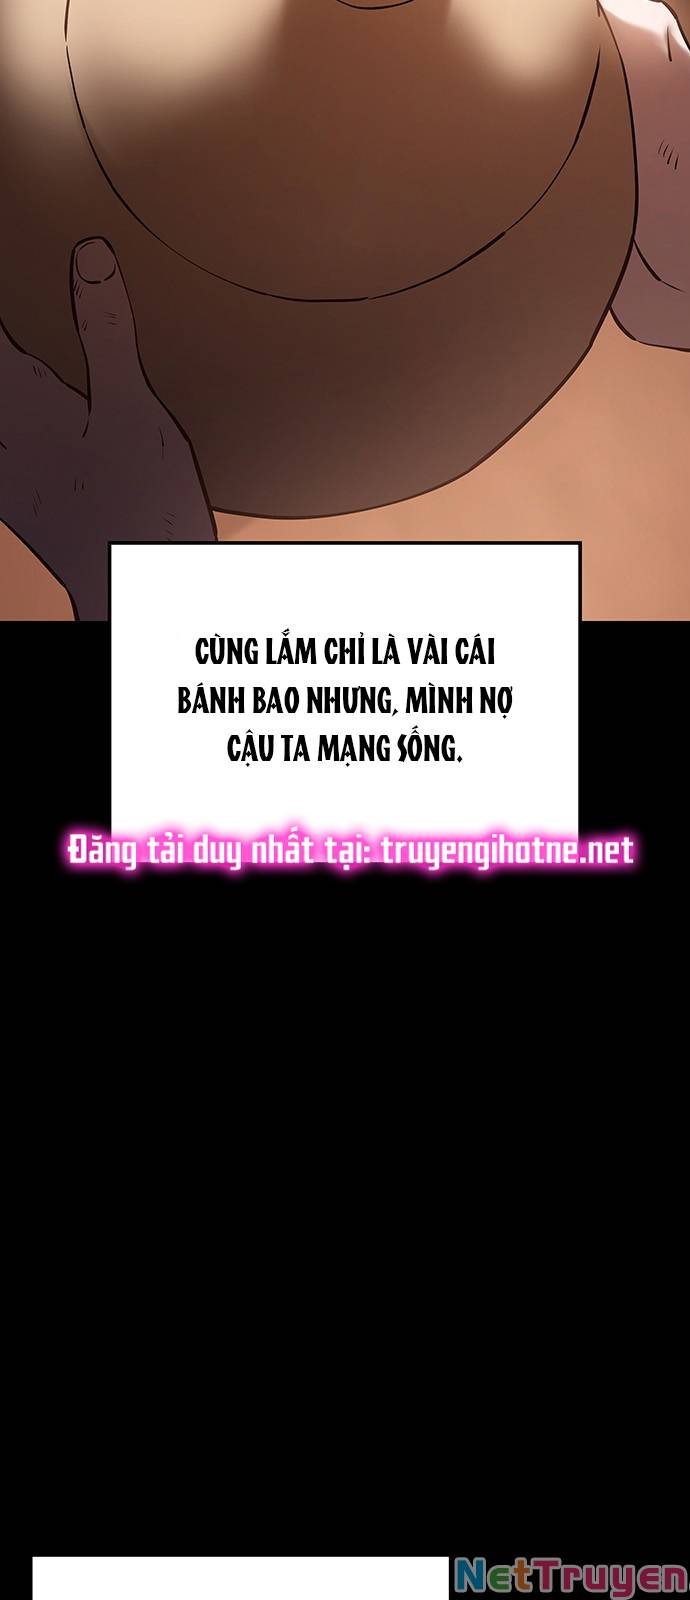 CÙNG LẮM CHỈ LÀ VÀI CÁI
BÁNH BAO NHƯNG, MÌNH NỢ
CẬU TA MẠNG SỐNG.
Đăng tải duy nhất tại: truyengihotne.net
NetTruyen